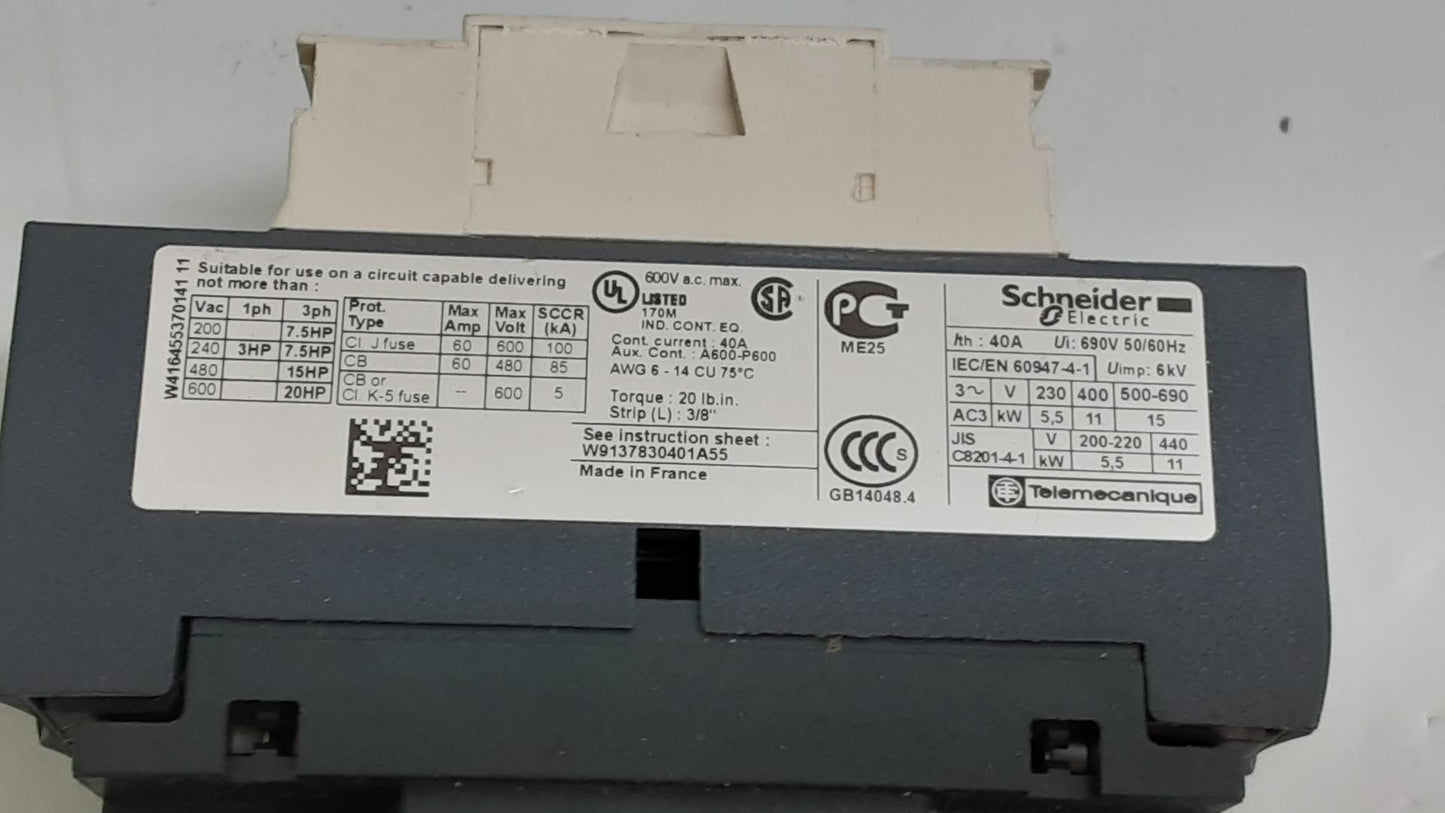 W416455370141 11
Suitable for use on a circuit capable delivering
not more than :
Vac 1ph 3ph
200 7.5HP
240 3HP 7.5HP
480 15HP
600 20HP
Prot. Type Max Amp Max Volt SCCR (kA)
Cl. J fuse 60 600 100
CB 60 480 85
CB or Cl. K-5 fuse -- 600 5
UL
LISTED
170M
IND. CONT. EQ.
600V a.c. max.
SA
Cont. current : 40A
Aux. Cont. : A600-P600
AWG 6 - 14 CU 75°C
Torque : 20 lb.in.
Strip (L) : 3/8"
See instruction sheet :
W9137830401A55
Made in France
PCT
ME25
CCC S
GB14048.4
Schneider
Electric
Ith : 40A Ui: 690V 50/60Hz
IEC/EN 60947-4-1 Uimp: 6kV
3~ V 230 400 500-690
AC3 kW 5,5 11 15
JIS V 200-220 440
C8201-4-1 kW 5,5 11
Telemecanique